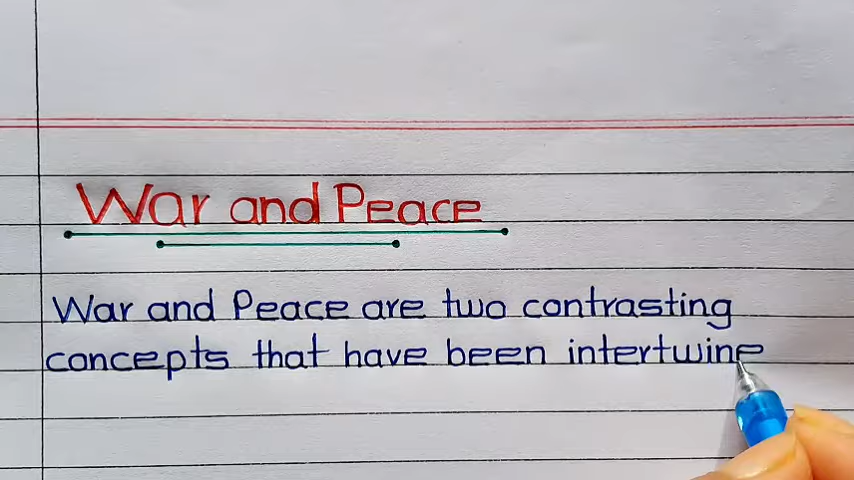 War and Peace
War and Peace are two contrasting
concepts that have been intertwine